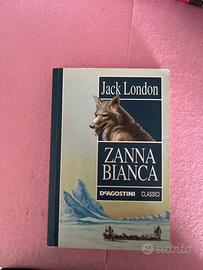 Jack London
ZANNA
BIANCA
DEAGOSTINI CLASSICI
subito